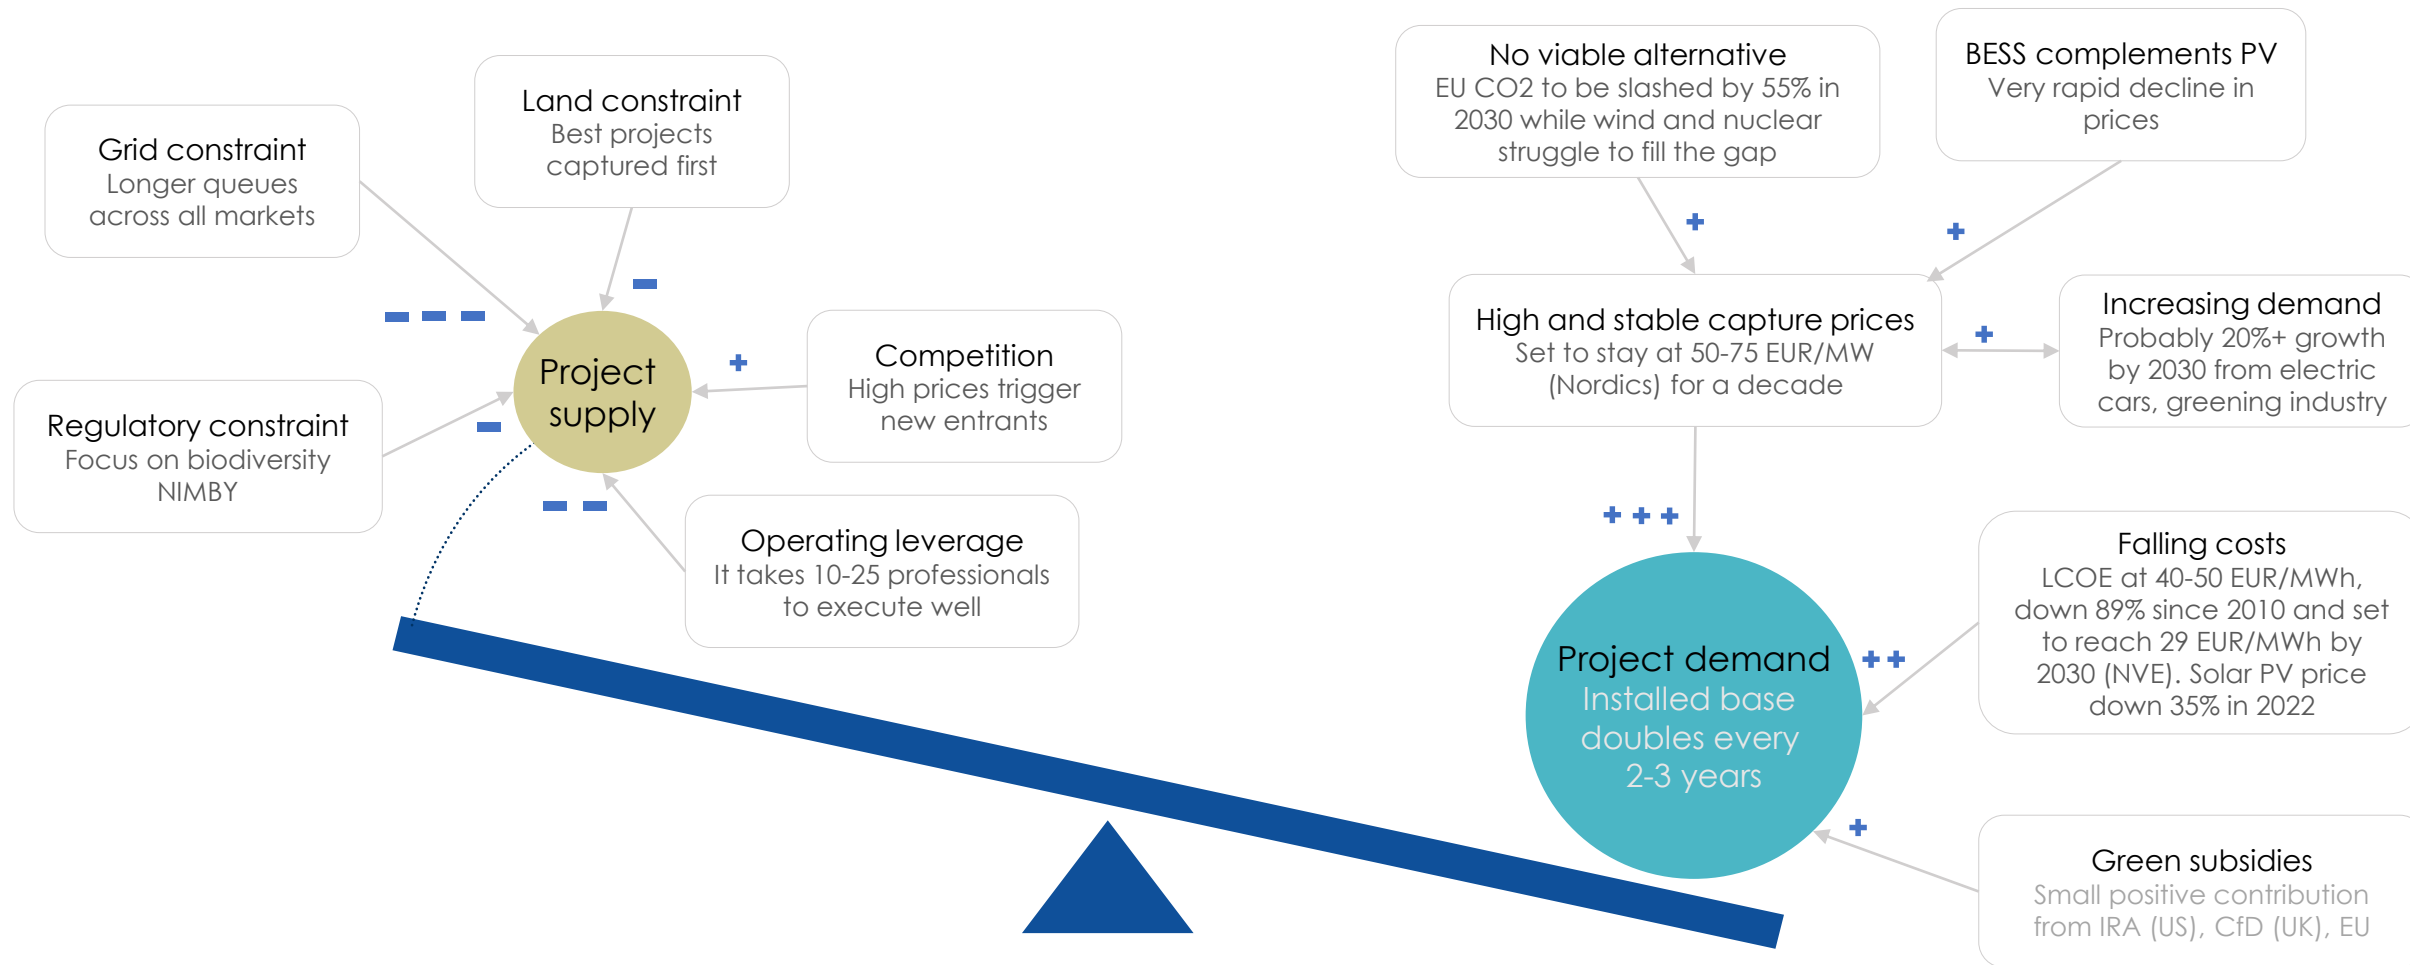 Grid constraint
Longer queues
across all markets
Land constraint
Best projects
captured first
Regulatory constraint
Focus on biodiversity
NIMBY
Project
supply
Competition
High prices trigger
new entrants
Operating leverage
It takes 10-25 professionals
to execute well
No viable alternative
EU CO2 to be slashed by 55% in
2030 while wind and nuclear
struggle to fill the gap
BESS complements PV
Very rapid decline in
prices
High and stable capture prices
Set to stay at 50-75 EUR/MW
(Nordics) for a decade
Increasing demand
Probably 20%+ growth
by 2030 from electric
cars, greening industry
Project demand
Installed base
doubles every
2-3 years
Falling costs
LCOE at 40-50 EUR/MWh,
down 89% since 2010 and set
to reach 29 EUR/MWh by
2030 (NVE). Solar PV price
down 35% in 2022
Green subsidies
Small positive contribution
from IRA (US), CfD (UK), EU